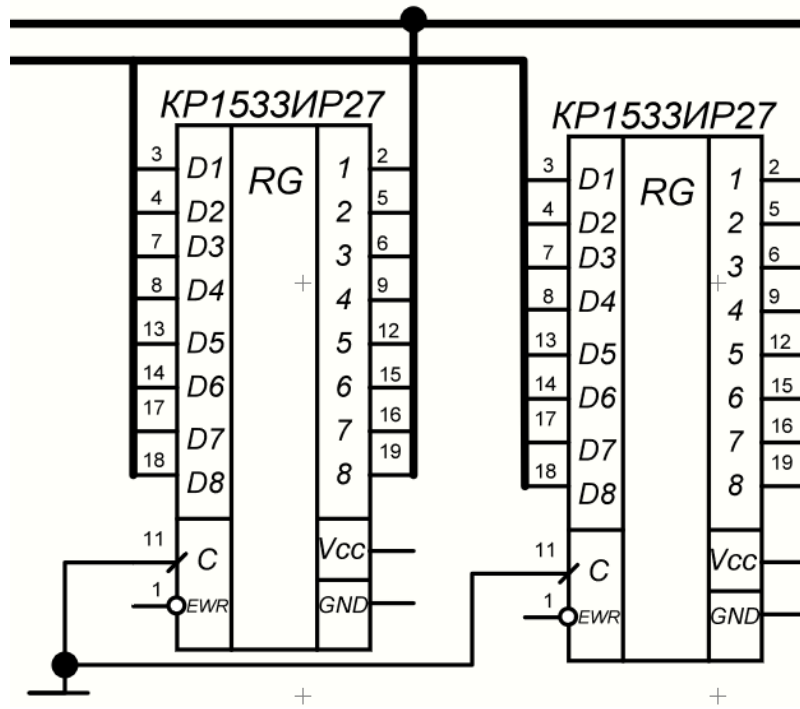 КР1533ИР27
3 D1 RG 1 2
4 D2 2 5
7 D3 3 6
8 D4 4 9
13 D5 5 12
14 D6 6 15
17 D7 7 16
18 D8 8 19
11 C Vcc
1 EWR GND
КР1533ИР27
3 D1 RG 1 2
4 D2 2 5
7 D3 3 6
8 D4 4 9
13 D5 5 12
14 D6 6 15
17 D7 7 16
18 D8 8 19
11 C Vcc
1 EWR GND